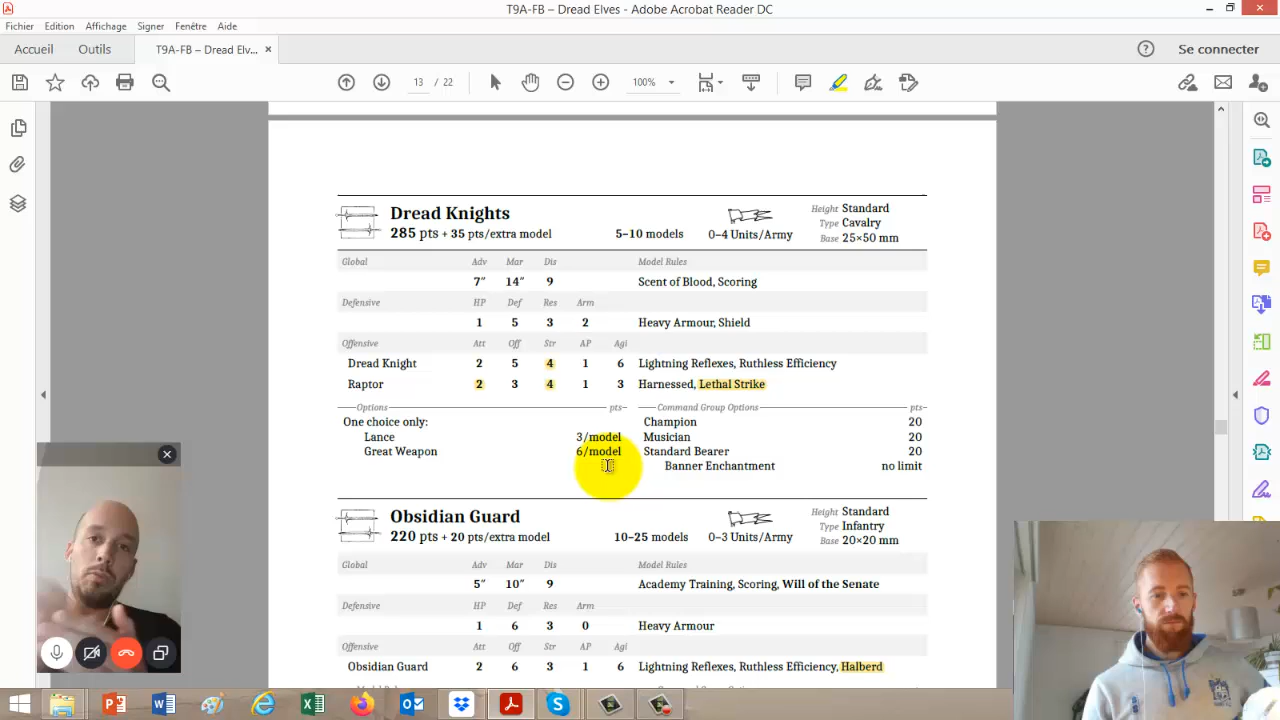 T9A-FB – Dread Elves - Adobe Acrobat Reader DC
Fichier Edition Affichage Signer Fenêtre Aide
Accueil Outils T9A-FB – Dread Elv... × Se connecter
13 / 22 100%
Dread Knights Height Standard
285 pts + 35 pts/extra model 5–10 models 0–4 Units/Army Type Cavalry
Base 25×50 mm
Global Adv Mar Dis Model Rules
7″ 14″ 9 Scent of Blood, Scoring
Defensive HP Def Res Arm
1 5 3 2 Heavy Armour, Shield
Offensive Att Off Str AP Agi
Dread Knight 2 5 4 1 6 Lightning Reflexes, Ruthless Efficiency
Raptor 2 3 4 1 3 Harnessed, Lethal Strike
Options pts Command Group Options pts
One choice only: Champion 20
Lance 3/model Musician 20
Great Weapon 6/model Standard Bearer 20
Banner Enchantment no limit
Obsidian Guard Height Standard
220 pts + 20 pts/extra model 10–25 models 0–3 Units/Army Type Infantry
Base 20×20 mm
Global Adv Mar Dis Model Rules
5″ 10″ 9 Academy Training, Scoring, Will of the Senate
Defensive HP Def Res Arm
1 6 3 0 Heavy Armour
Offensive Att Off Str AP Agi
Obsidian Guard 2 6 3 1 6 Lightning Reflexes, Ruthless Efficiency, Halberd